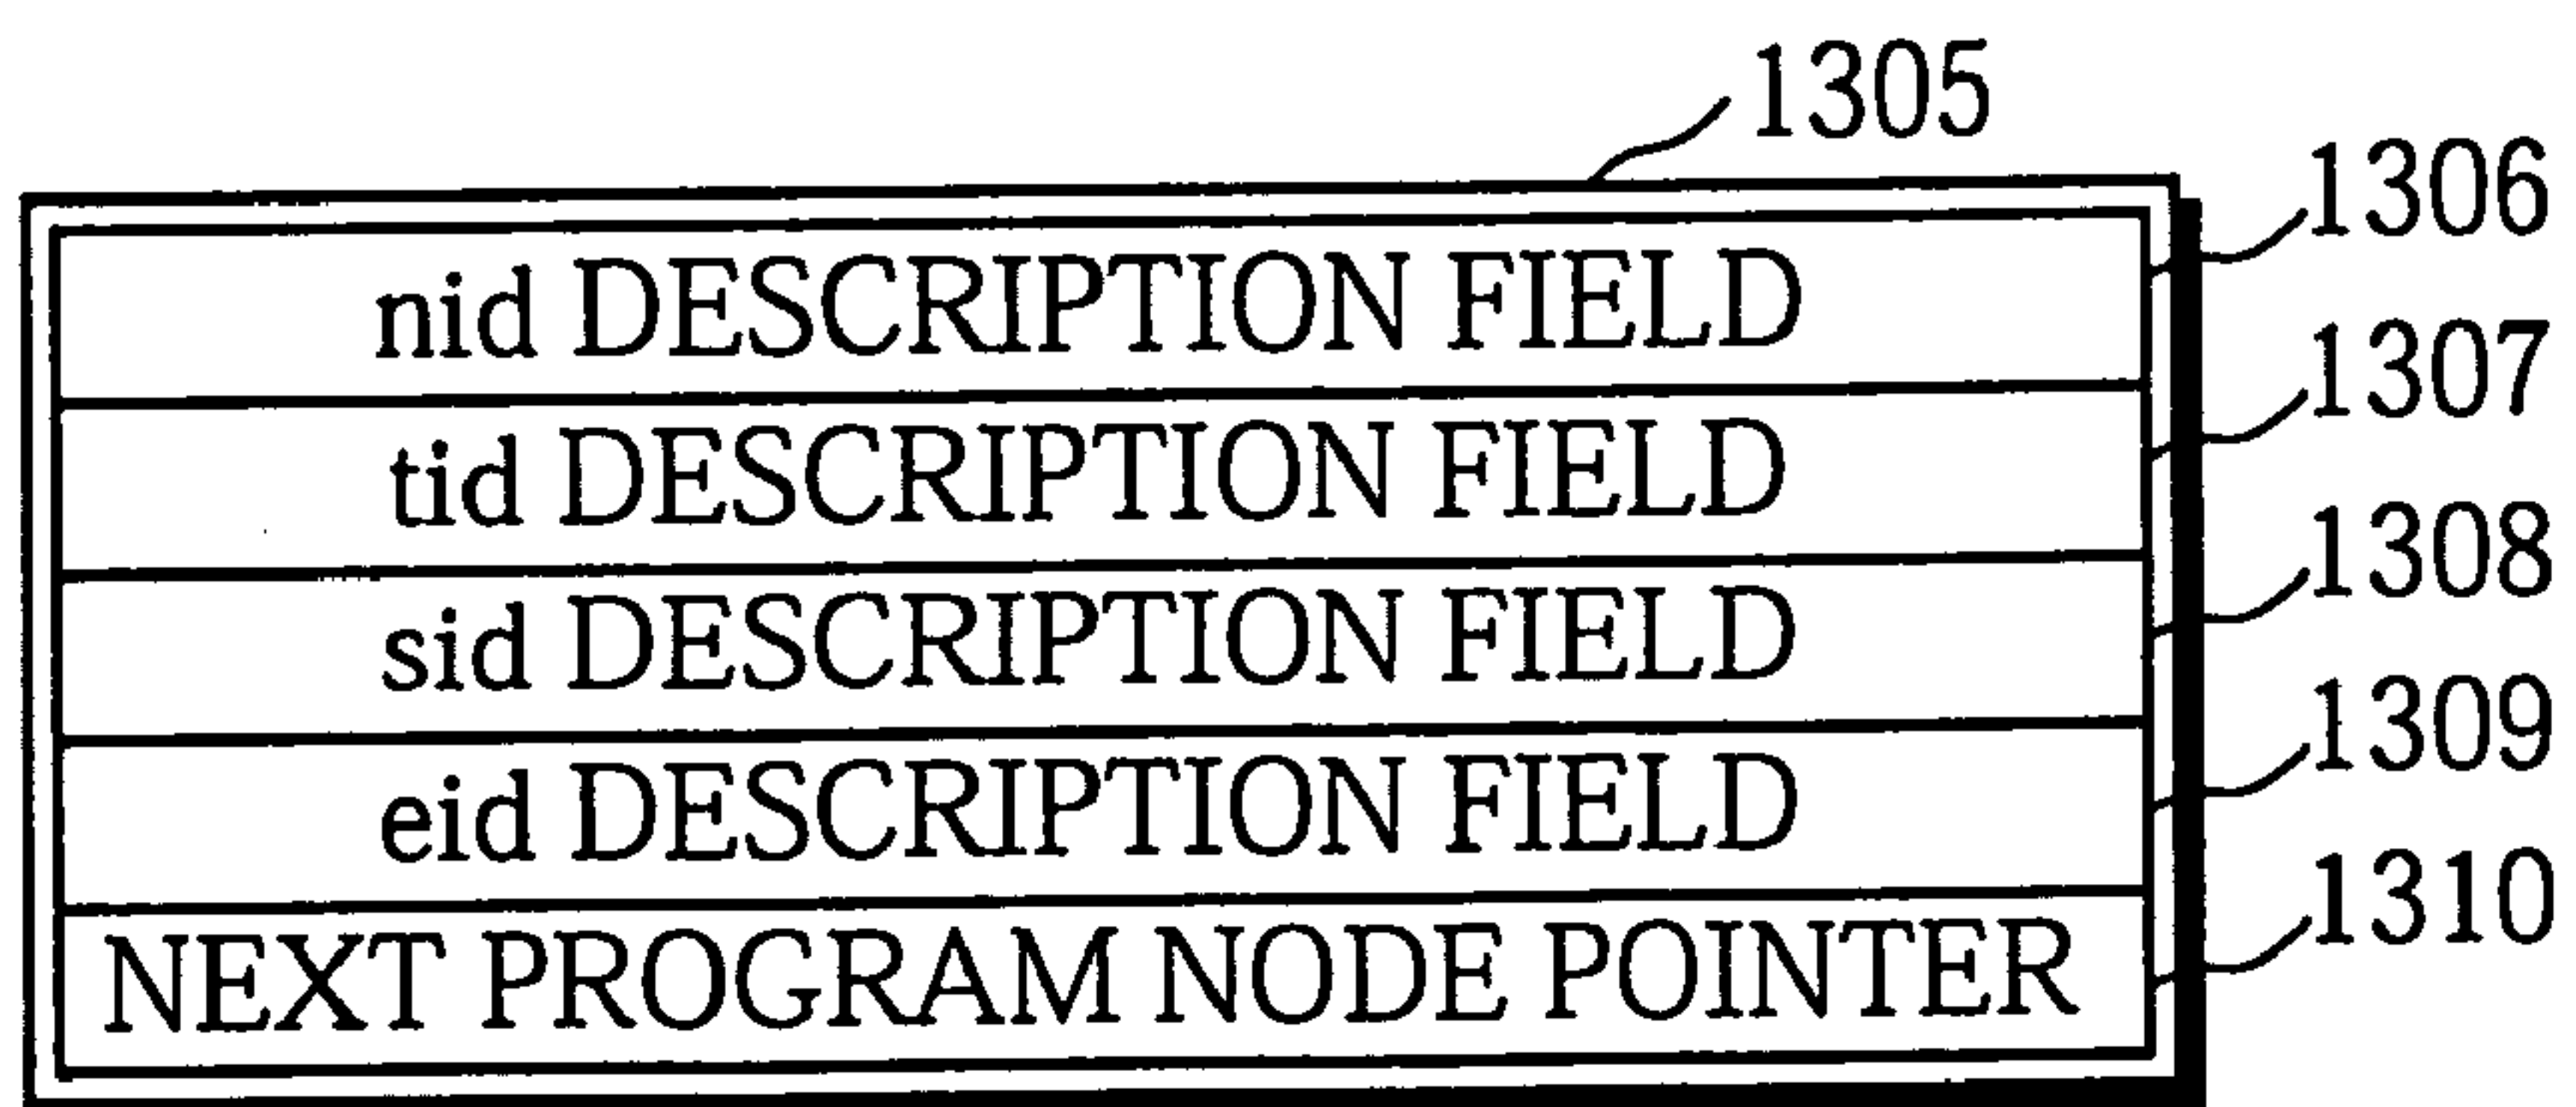 1305
nid DESCRIPTION FIELD 1306
tid DESCRIPTION FIELD 1307
sid DESCRIPTION FIELD 1308
eid DESCRIPTION FIELD 1309
NEXT PROGRAM NODE POINTER 1310